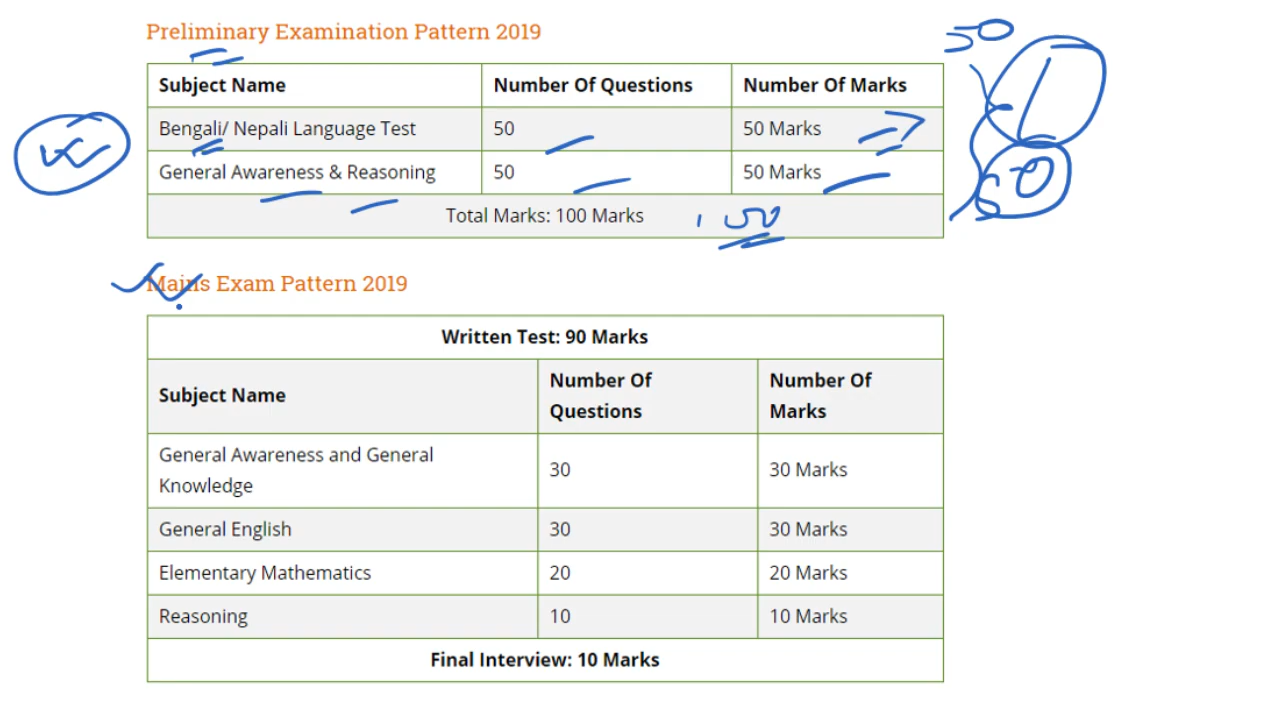 Preliminary Examination Pattern 2019
50
Subject Name Number Of Questions Number Of Marks
Bengali/ Nepali Language Test 50 50 Marks
General Awareness & Reasoning 50 50 Marks
Total Marks: 100 Marks
Mains Exam Pattern 2019
Written Test: 90 Marks
Subject Name Number Of Questions Number Of Marks
General Awareness and General Knowledge 30 30 Marks
General English 30 30 Marks
Elementary Mathematics 20 20 Marks
Reasoning 10 10 Marks
Final Interview: 10 Marks